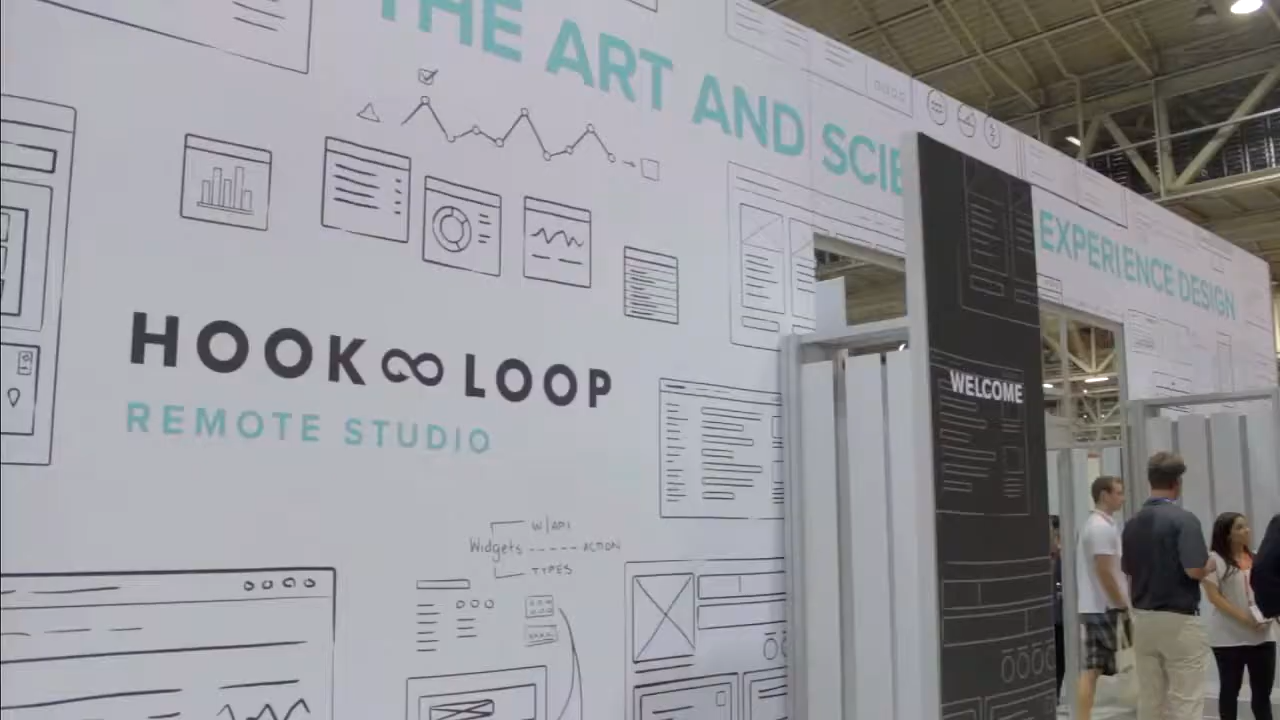 THE ART AND SCIE
EXPERIENCE DESIGN
WELCOME
HOOK LOOP
REMOTE STUDIO
W/API
Widgets ACTION
TYPES